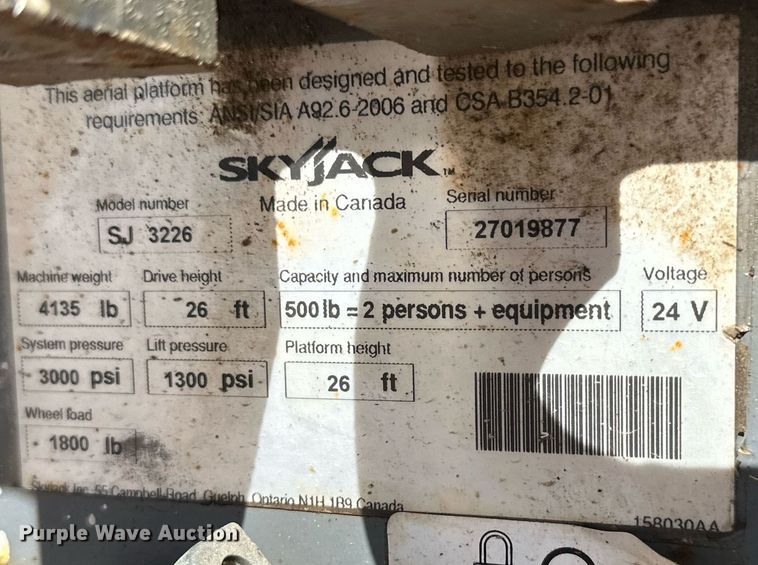 This aerial platform has been designed and tested to the following
requirements: ANSI/SIA A92.6-2006 and CSA B354.2-01
SKYJACK™
Made in Canada
Model number
SJ 3226
Serial number
27019877
Machine weight Drive height Capacity and maximum number of persons Voltage
4135 lb 26 ft 500 lb = 2 persons + equipment 24 V
System pressure Lift pressure Platform height
3000 psi 1300 psi 26 ft
Wheel load
1800 lb
Skyjack Inc. 55 Campbell Road, Guelph, Ontario N1H 1B9 Canada
158030AA
Purple Wave Auction